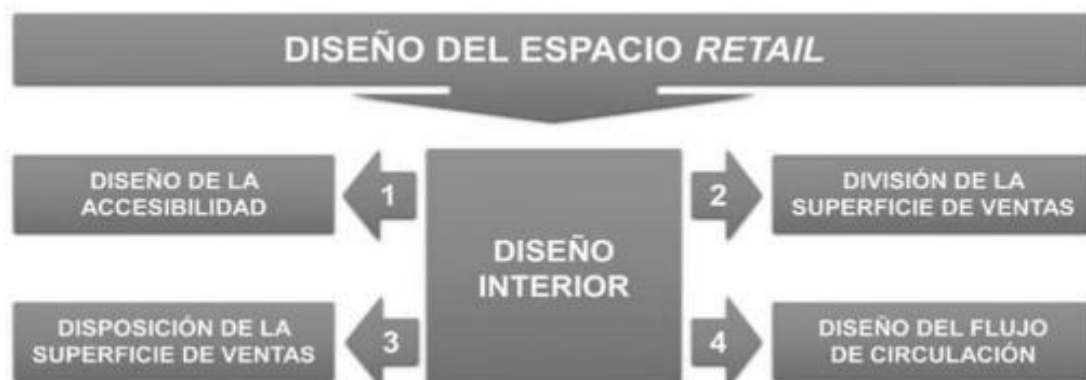 DISEÑO DEL ESPACIO RETAIL
DISEÑO DE LA
ACCESIBILIDAD
1
2
DIVISIÓN DE LA
SUPERFICIE DE VENTAS
DISEÑO
INTERIOR
DISPOSICIÓN DE LA
SUPERFICIE DE VENTAS
3
4
DISEÑO DEL FLUJO
DE CIRCULACIÓN